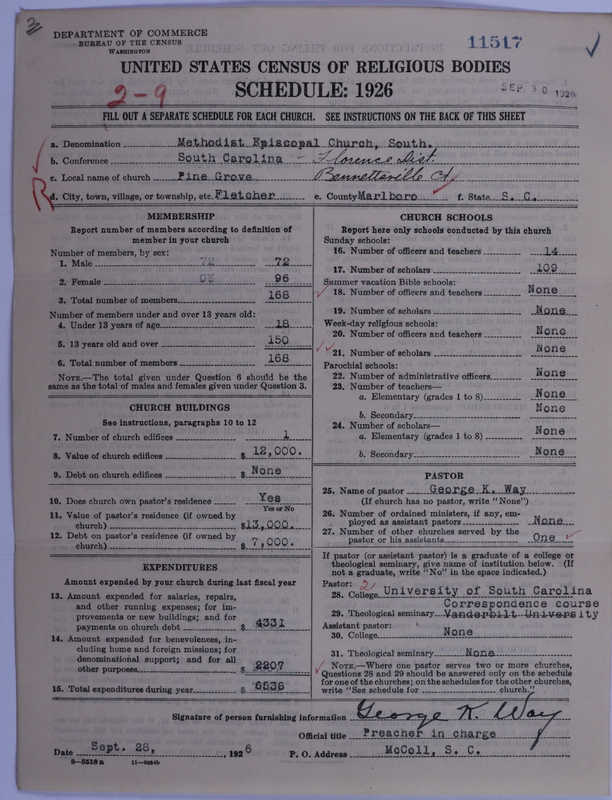 DEPARTMENT OF COMMERCE
BUREAU OF THE CENSUS
WASHINGTON
11517
UNITED STATES CENSUS OF RELIGIOUS BODIES
2-9
SCHEDULE: 1926
SEP 30 1926
FILL OUT A SEPARATE SCHEDULE FOR EACH CHURCH. SEE INSTRUCTIONS ON THE BACK OF THIS SHEET
a. Denomination Methodist Episcopal Church, South.
b. Conference South Carolina - Florence Dist.
c. Local name of church Pine Grove Bennettsville Ct.
R
d. City, town, village, or township, etc. Fletcher e. County Marlboro f. State S. C.
MEMBERSHIP
Report number of members according to definition of
member in your church
Number of members, by sex:
1. Male 72 72
2. Female 96
3. Total number of members 168
Number of members under and over 13 years old:
4. Under 13 years of age 18
5. 13 years old and over 150
6. Total number of members 168
NOTE.—The total given under Question 6 should be the
same as the total of males and females given under Question 3.
CHURCH BUILDINGS
See instructions, paragraphs 10 to 12
7. Number of church edifices 1
8. Value of church edifices $ 12,000.
9. Debt on church edifices $ None
10. Does church own pastor's residence Yes
Yes or No
11. Value of pastor's residence (if owned by
church) $13,000.
12. Debt on pastor's residence (if owned by
church) $ 7,000.
EXPENDITURES
Amount expended by your church during last fiscal year
13. Amount expended for salaries, repairs,
and other running expenses; for im-
provements or new buildings; and for
payments on church debt $ 4331
14. Amount expended for benevolences, in-
cluding home and foreign missions; for
denominational support; and for all
other purposes $ 2207
15. Total expenditures during year $ 6538
CHURCH SCHOOLS
Report here only schools conducted by this church
Sunday schools:
16. Number of officers and teachers 14
17. Number of scholars 109
Summer vacation Bible schools:
18. Number of officers and teachers None
19. Number of scholars None
Week-day religious schools:
20. Number of officers and teachers None
21. Number of scholars None
Parochial schools:
22. Number of administrative officers None
23. Number of teachers—
a. Elementary (grades 1 to 8) None
b. Secondary None
24. Number of scholars—
a. Elementary (grades 1 to 8) None
b. Secondary None
PASTOR
25. Name of pastor George K. Way
(If church has no pastor, write "None")
26. Number of ordained ministers, if any, em-
ployed as assistant pastors None
27. Number of other churches served by the
pastor or his assistants One
If pastor (or assistant pastor) is a graduate of a college or
theological seminary, give name of institution below. (If
not a graduate, write "No" in the space indicated.)
Pastor: 2
28. College University of South Carolina
Correspondence course
29. Theological seminary Vanderbilt University
Assistant pastor:
30. College None
31. Theological seminary None
NOTE.—Where one pastor serves two or more churches,
Questions 28 and 29 should be answered only on the schedule
for one of the churches; on the schedules for the other churches,
write "See schedule for church."
Signature of person furnishing information George K. Way
Official title Preacher in charge
Date Sept. 28, 1926 P. O. Address McColl, S. C.
8-5518 a 11-9054b